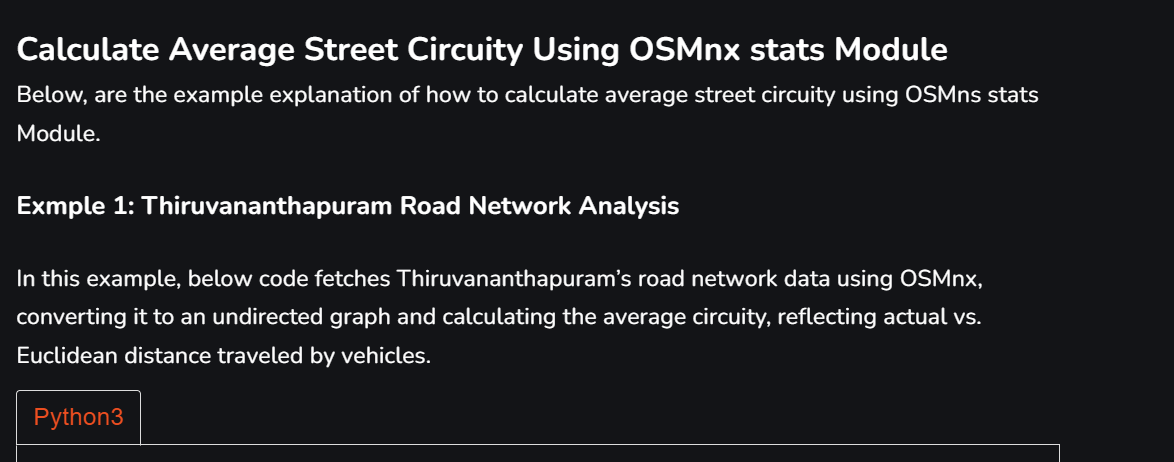 Calculate Average Street Circuity Using OSMnx stats Module
Below, are the example explanation of how to calculate average street circuity using OSMns stats
Module.
Exmple 1: Thiruvananthapuram Road Network Analysis
In this example, below code fetches Thiruvananthapuram’s road network data using OSMnx,
converting it to an undirected graph and calculating the average circuity, reflecting actual vs.
Euclidean distance traveled by vehicles.
Python3